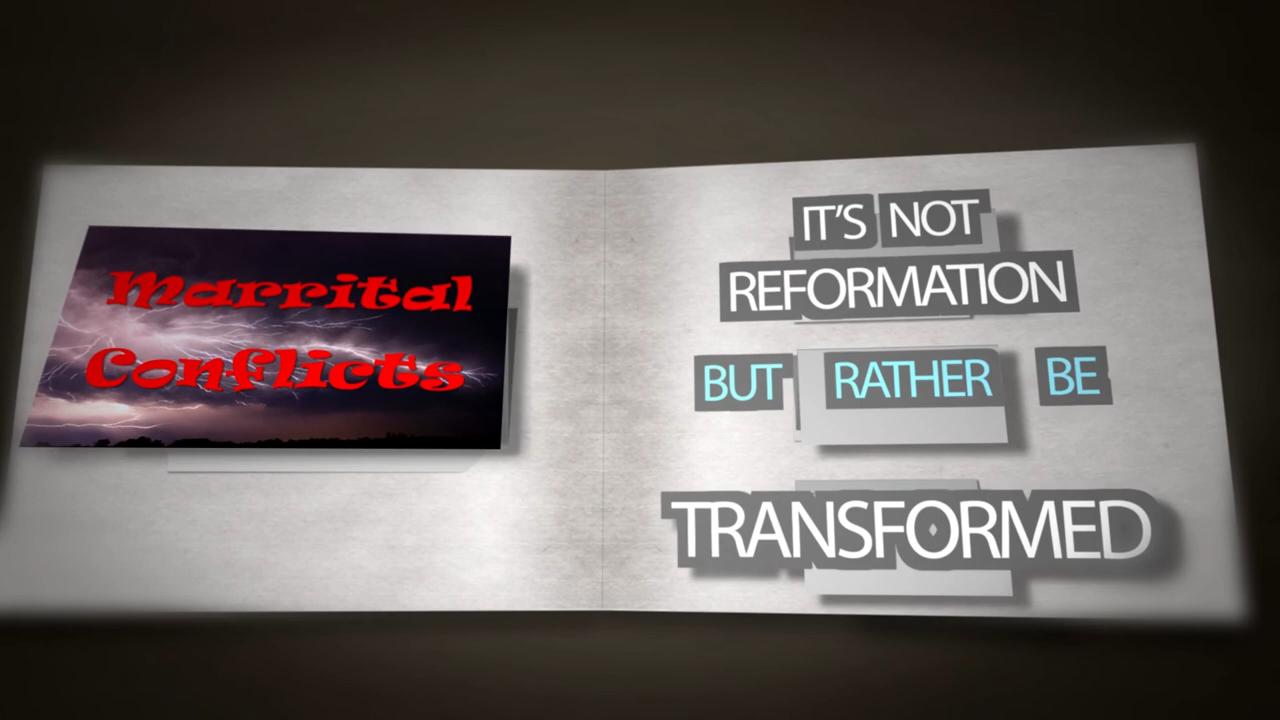 Marrital
Conflicts
IT'S NOT
REFORMATION
BUT RATHER BE
TRANSFORMED